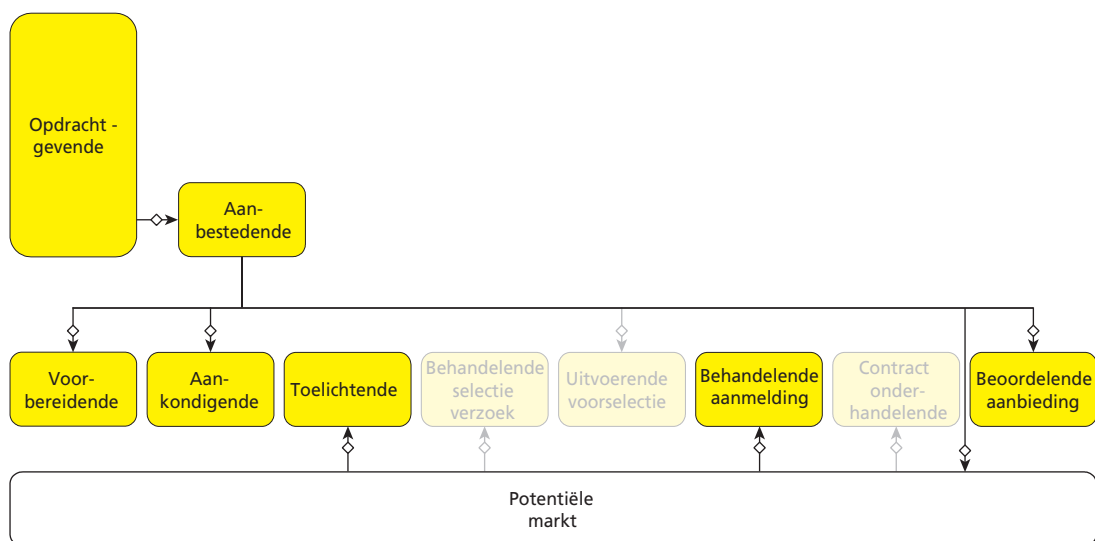 Opdracht -
gevende
Aan-
bestedende
Voor-
bereidende
Aan-
kondigende
Toelichtende
Behandelende
selectie
verzoek
Uitvoerende
voorselectie
Behandelende
aanmelding
Contract
onder-
handelende
Beoordelende
aanbieding
Potentiële
markt